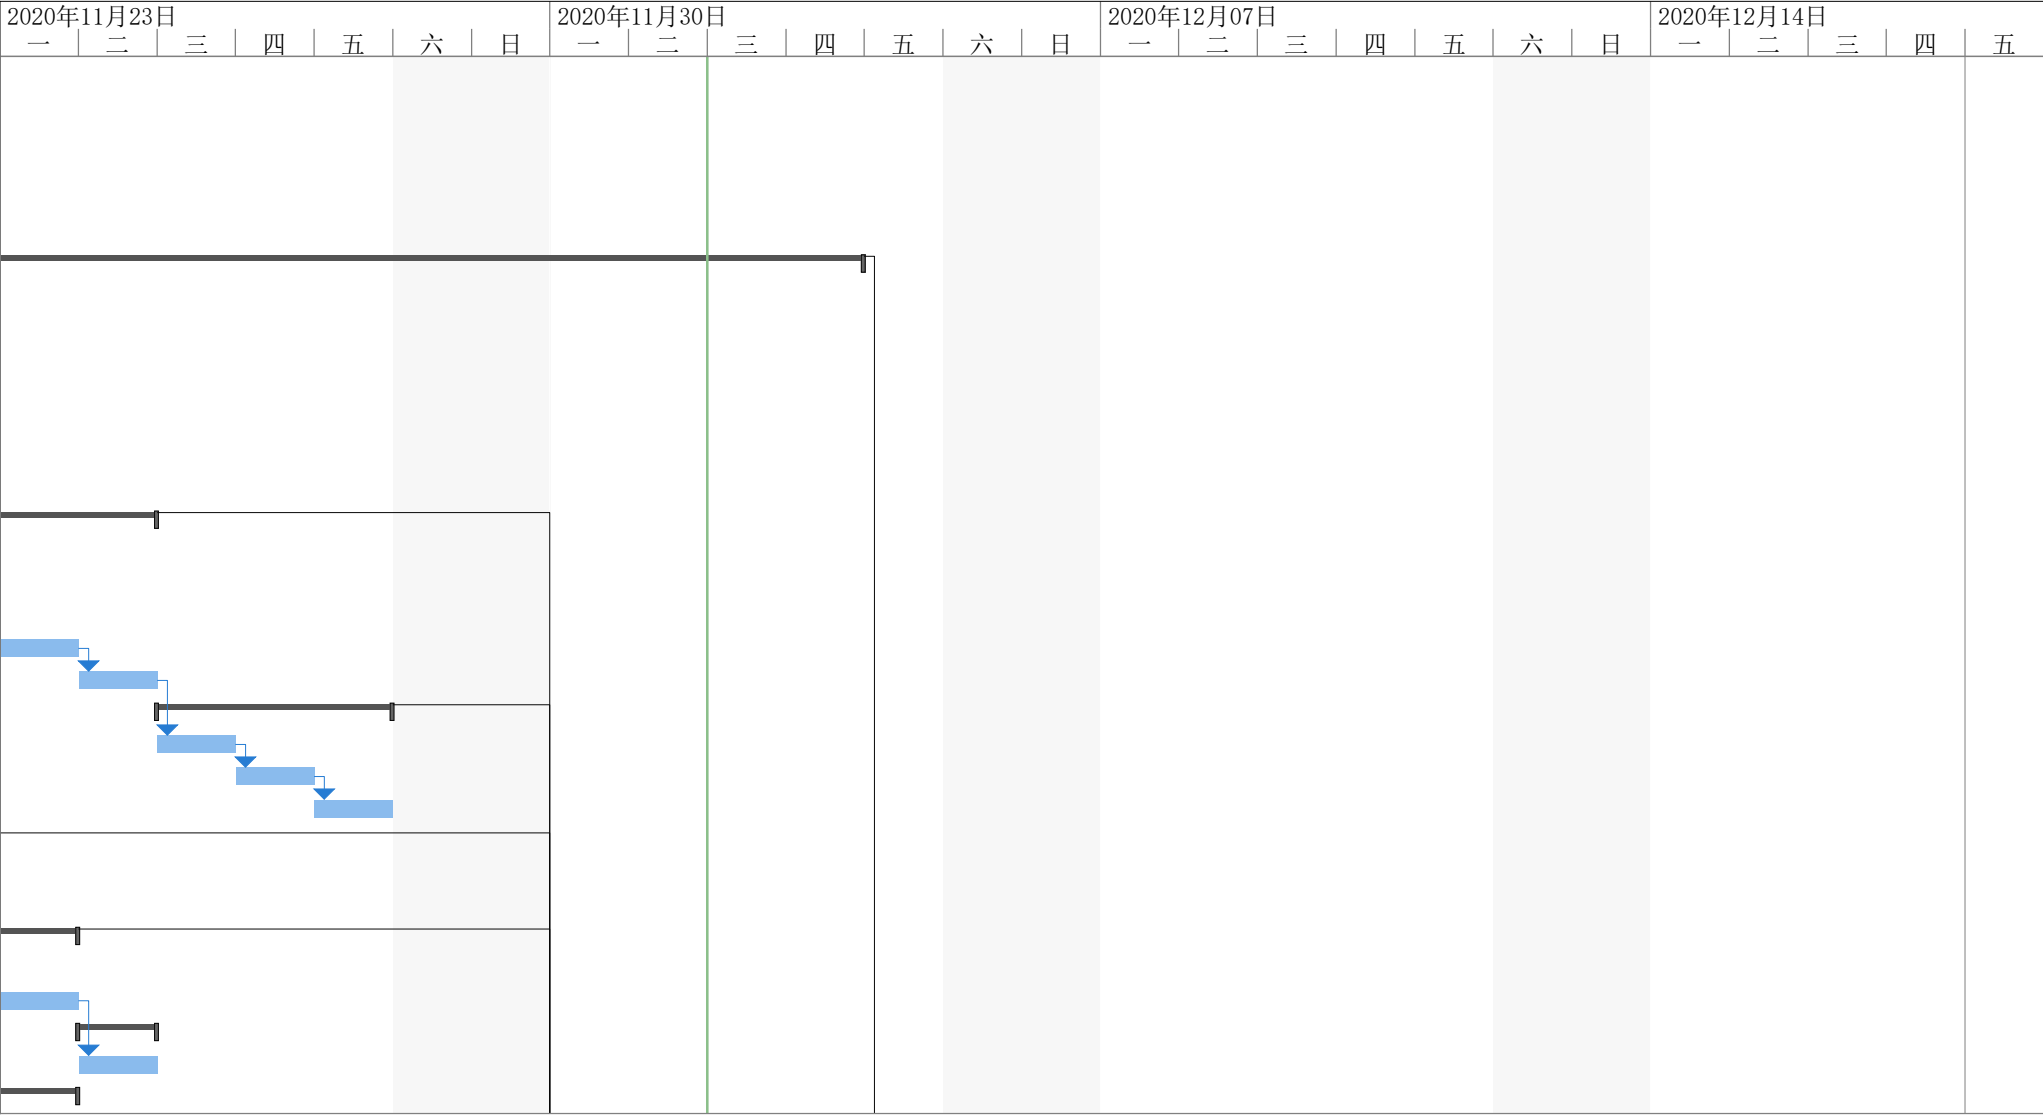 2020年11月23日 2020年11月30日 2020年12月07日 2020年12月14日
一 二 三 四 五 六 日 一 二 三 四 五 六 日 一 二 三 四 五 六 日 一 二 三 四 五